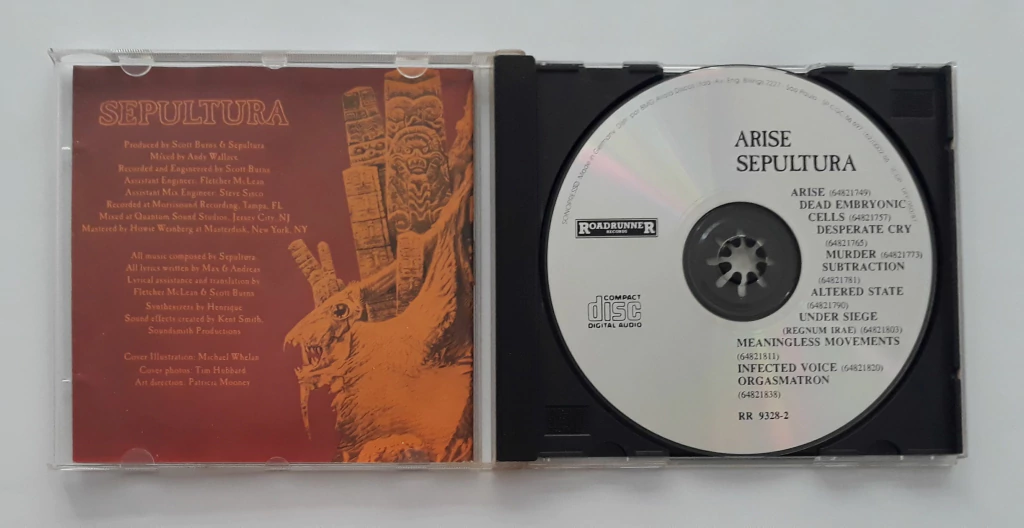 SEPULTURA
Produced by Scott Burns & Sepultura.
Mixed by Andy Wallace
Recorded and Engineered by Scott Burns
Assistant Engineer: Fletcher McLean
Assistant Mix Engineer: Steve Sisco
Recorded at Morrisound Recording, Tampa, FL
Mixed at Quantum Sound Studios, Jersey City, NJ
Mastered by Howie Weinberg at Masterdisk, New York, NY
All music composed by Sepultura.
All lyrics written by Max & Andreas
Lyrical assistance and translation by
Fletcher McLean & Scott Burns
Synthesizers by Henrique
Sound effects created by Kent Smith,
Soundsmith Productions
Cover Illustration: Michael Whelan
Cover photos: Tim Hubbard
Art direction: Patricia Mooney
SONOPRESS Made in Germany
ARISE
SEPULTURA
ROADRUNNER
RECORDS
COMPACT
disc
DIGITAL AUDIO
ARISE (64821749)
DEAD EMBRYONIC
CELLS (64821757)
DESPERATE CRY
(64821765)
MURDER (64821773)
SUBTRACTION
(64821781)
ALTERED STATE
(64821790)
UNDER SIEGE
(REGNUM IRAE) (64821803)
MEANINGLESS MOVEMENTS
(64821811)
INFECTED VOICE (64821820)
ORGASMATRON
(64821838)
RR 9328-2